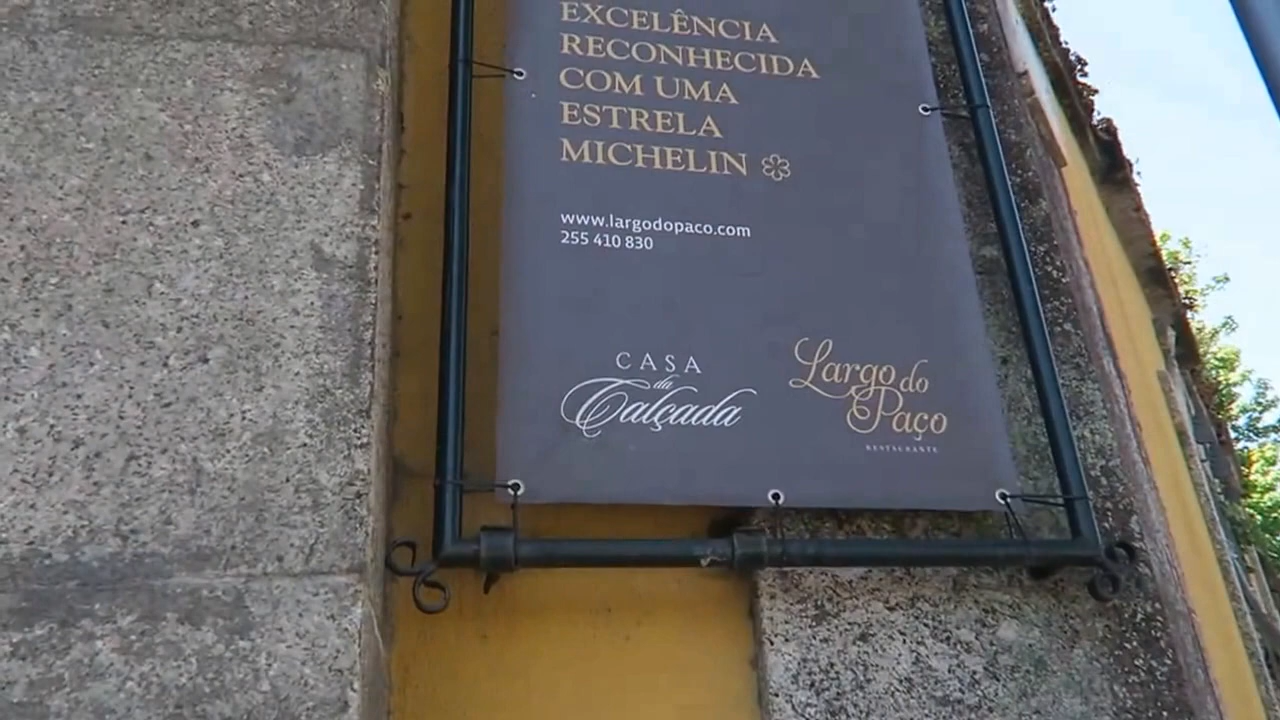 EXCELÊNCIA
RECONHECIDA
COM UMA
ESTRELA
MICHELIN
www.largodopaco.com
255 410 830
CASA
da
Calçada
Largo do
Paço
RESTAURANTE